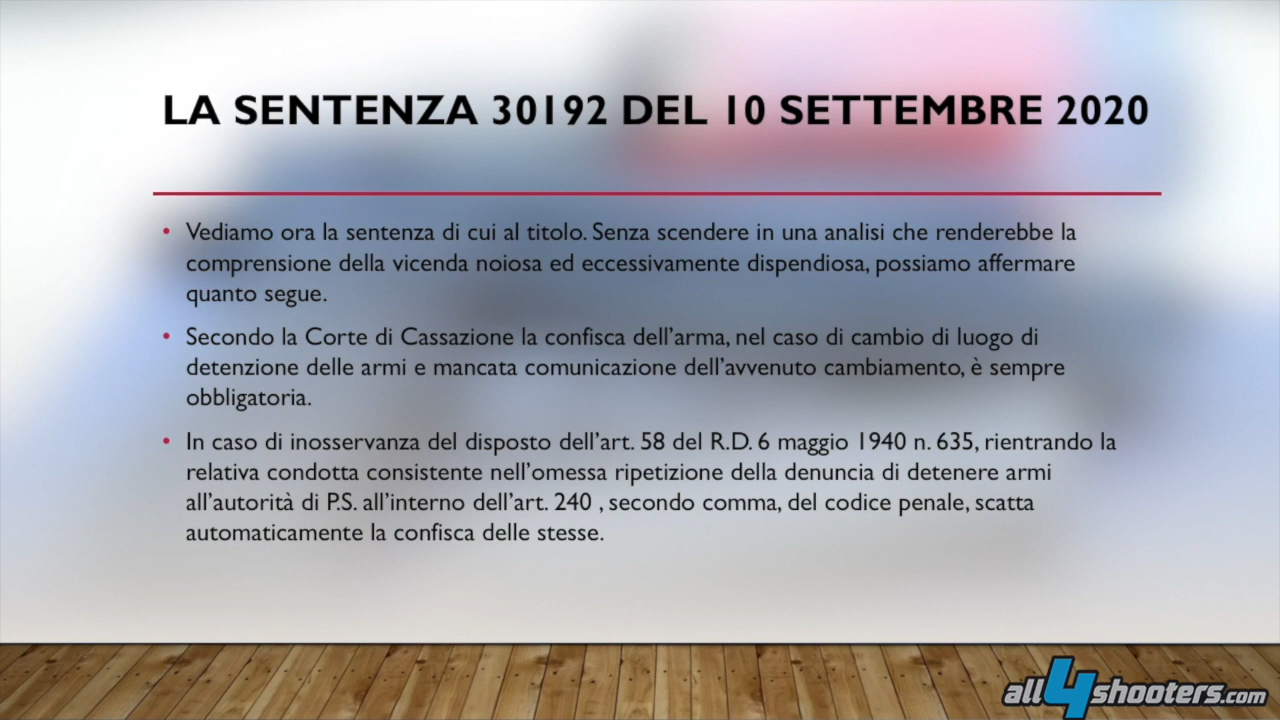 LA SENTENZA 30192 DEL 10 SETTEMBRE 2020
• Vediamo ora la sentenza di cui al titolo. Senza scendere in una analisi che renderebbe la
comprensione della vicenda noiosa ed eccessivamente dispendiosa, possiamo affermare
quanto segue.
• Secondo la Corte di Cassazione la confisca dell'arma, nel caso di cambio di luogo di
detenzione delle armi e mancata comunicazione dell'avvenuto cambiamento, è sempre
obbligatoria.
• In caso di inosservanza del disposto dell'art. 58 del R.D. 6 maggio 1940 n. 635, rientrando la
relativa condotta consistente nell'omessa ripetizione della denuncia di detenere armi
all'autorità di P.S. all'interno dell'art. 240 , secondo comma, del codice penale, scatta
automaticamente la confisca delle stesse.
all4shooters.com